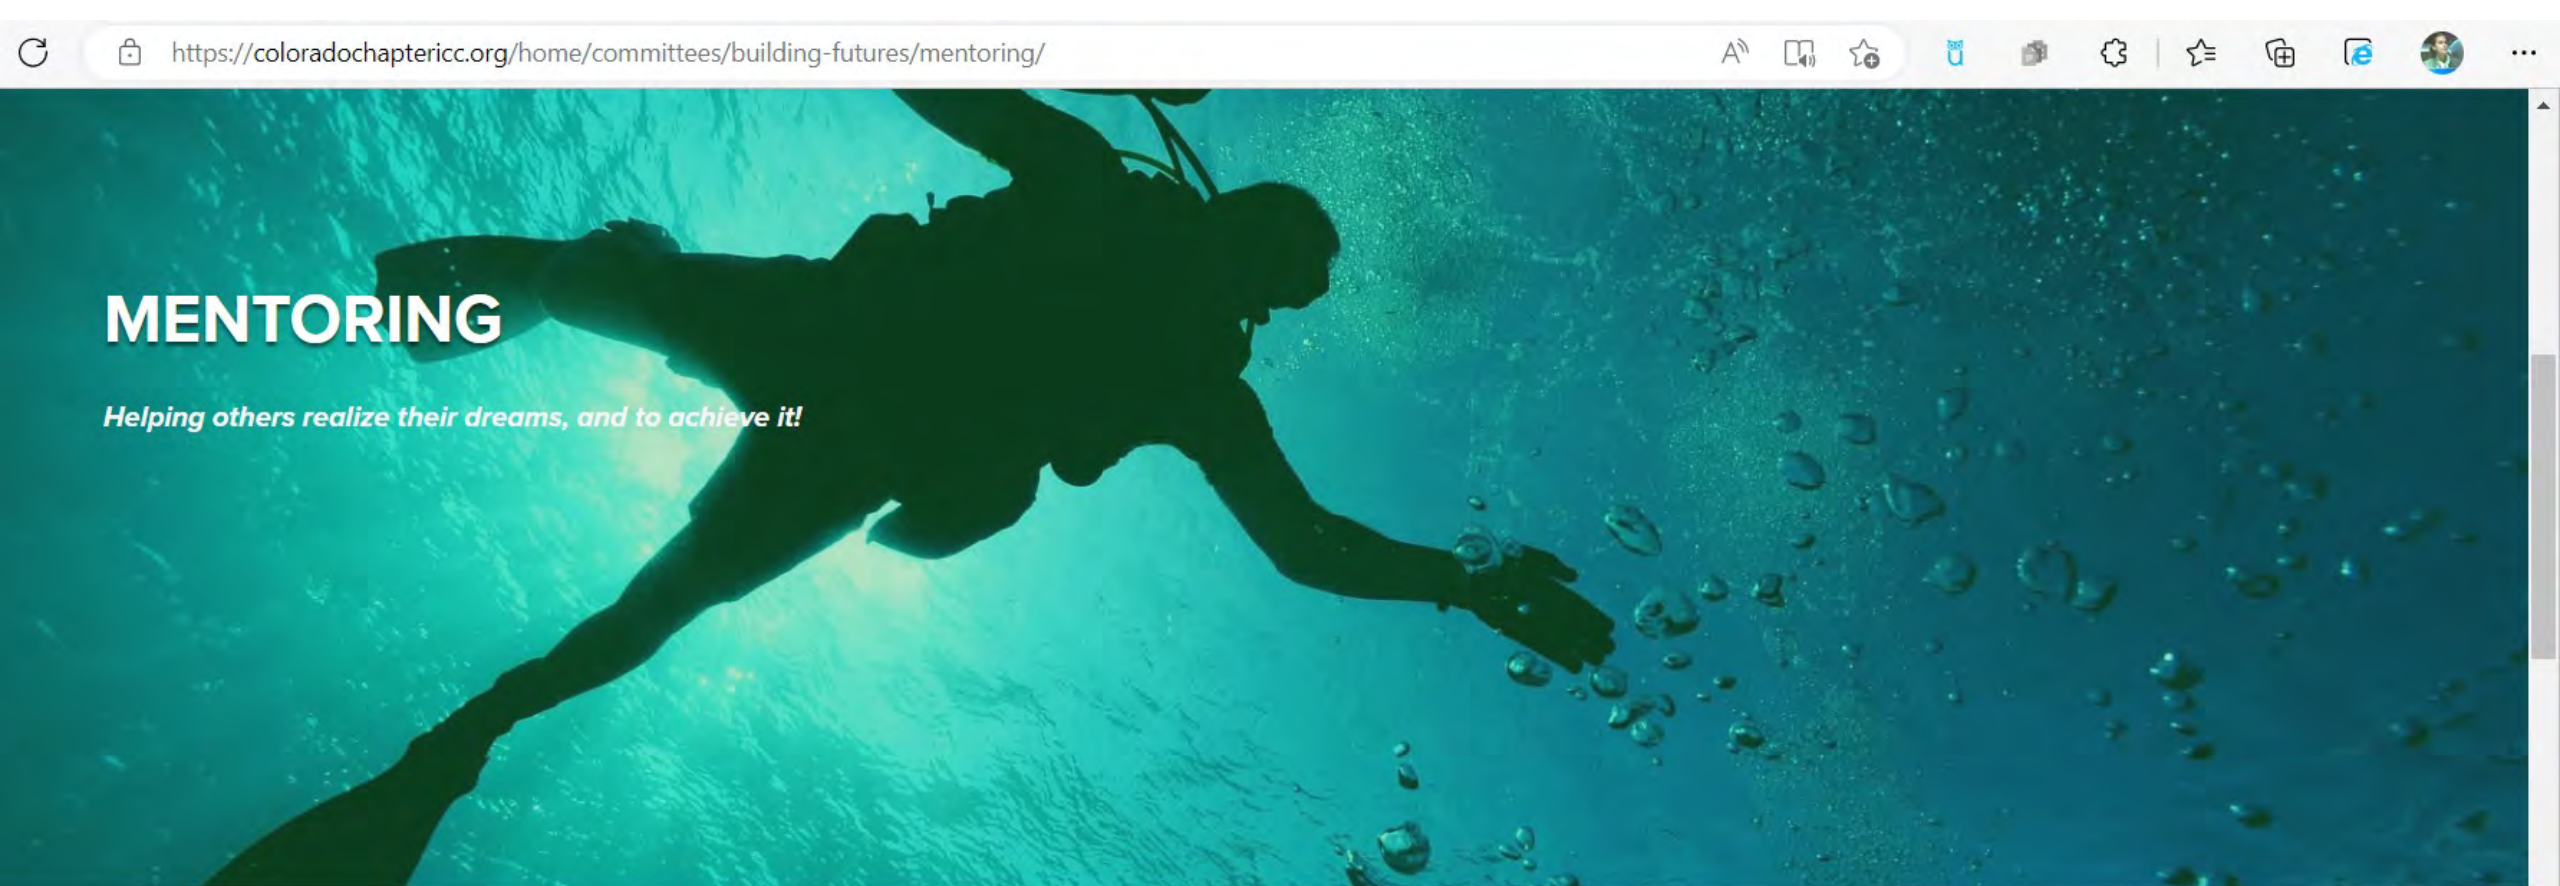 https://coloradochaptericc.org/home/committees/building-futures/mentoring/
MENTORING
Helping others realize their dreams, and to achieve it!